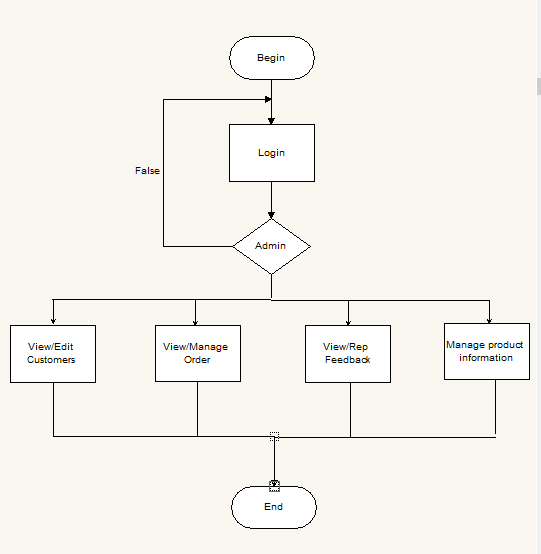 Begin
Login
False
Admin
View/Edit
Customers
View/Manage
Order
View/Rep
Feedback
Manage product
information
End